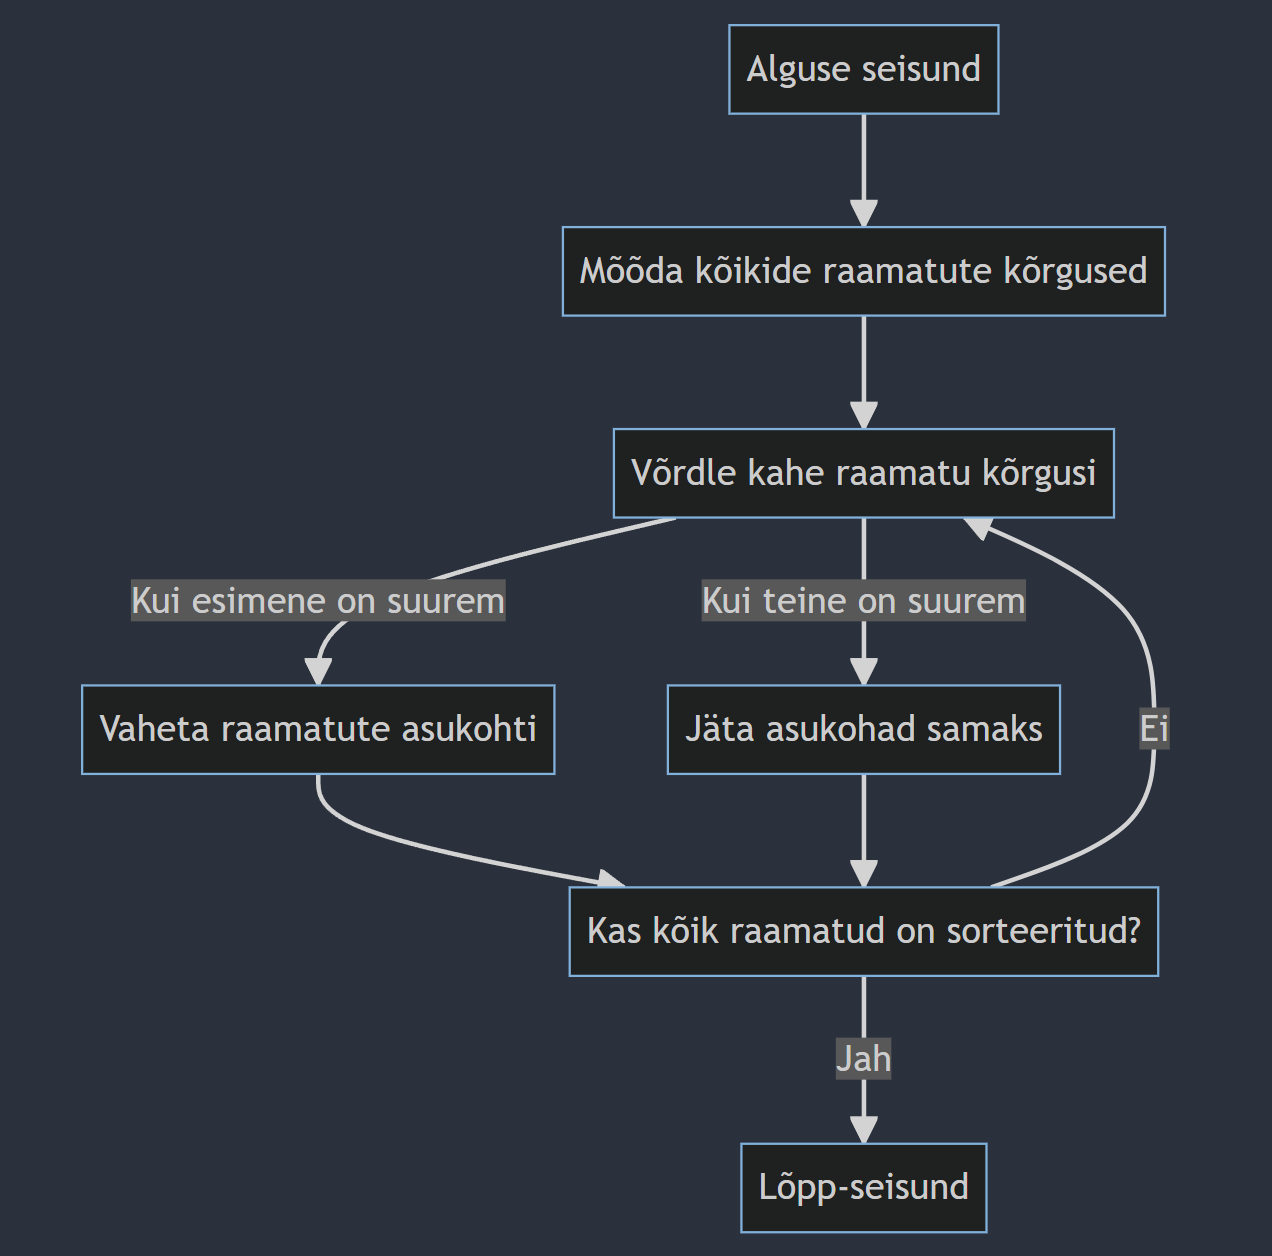 Alguse seisund
Mõõda kõikide raamatute kõrgused
Võrdle kahe raamatu kõrgusi
Kui esimene on suurem
Kui teine on suurem
Vaheta raamatute asukohti
Jäta asukohad samaks
Ei
Kas kõik raamatud on sorteeritud?
Jah
Lõpp-seisund